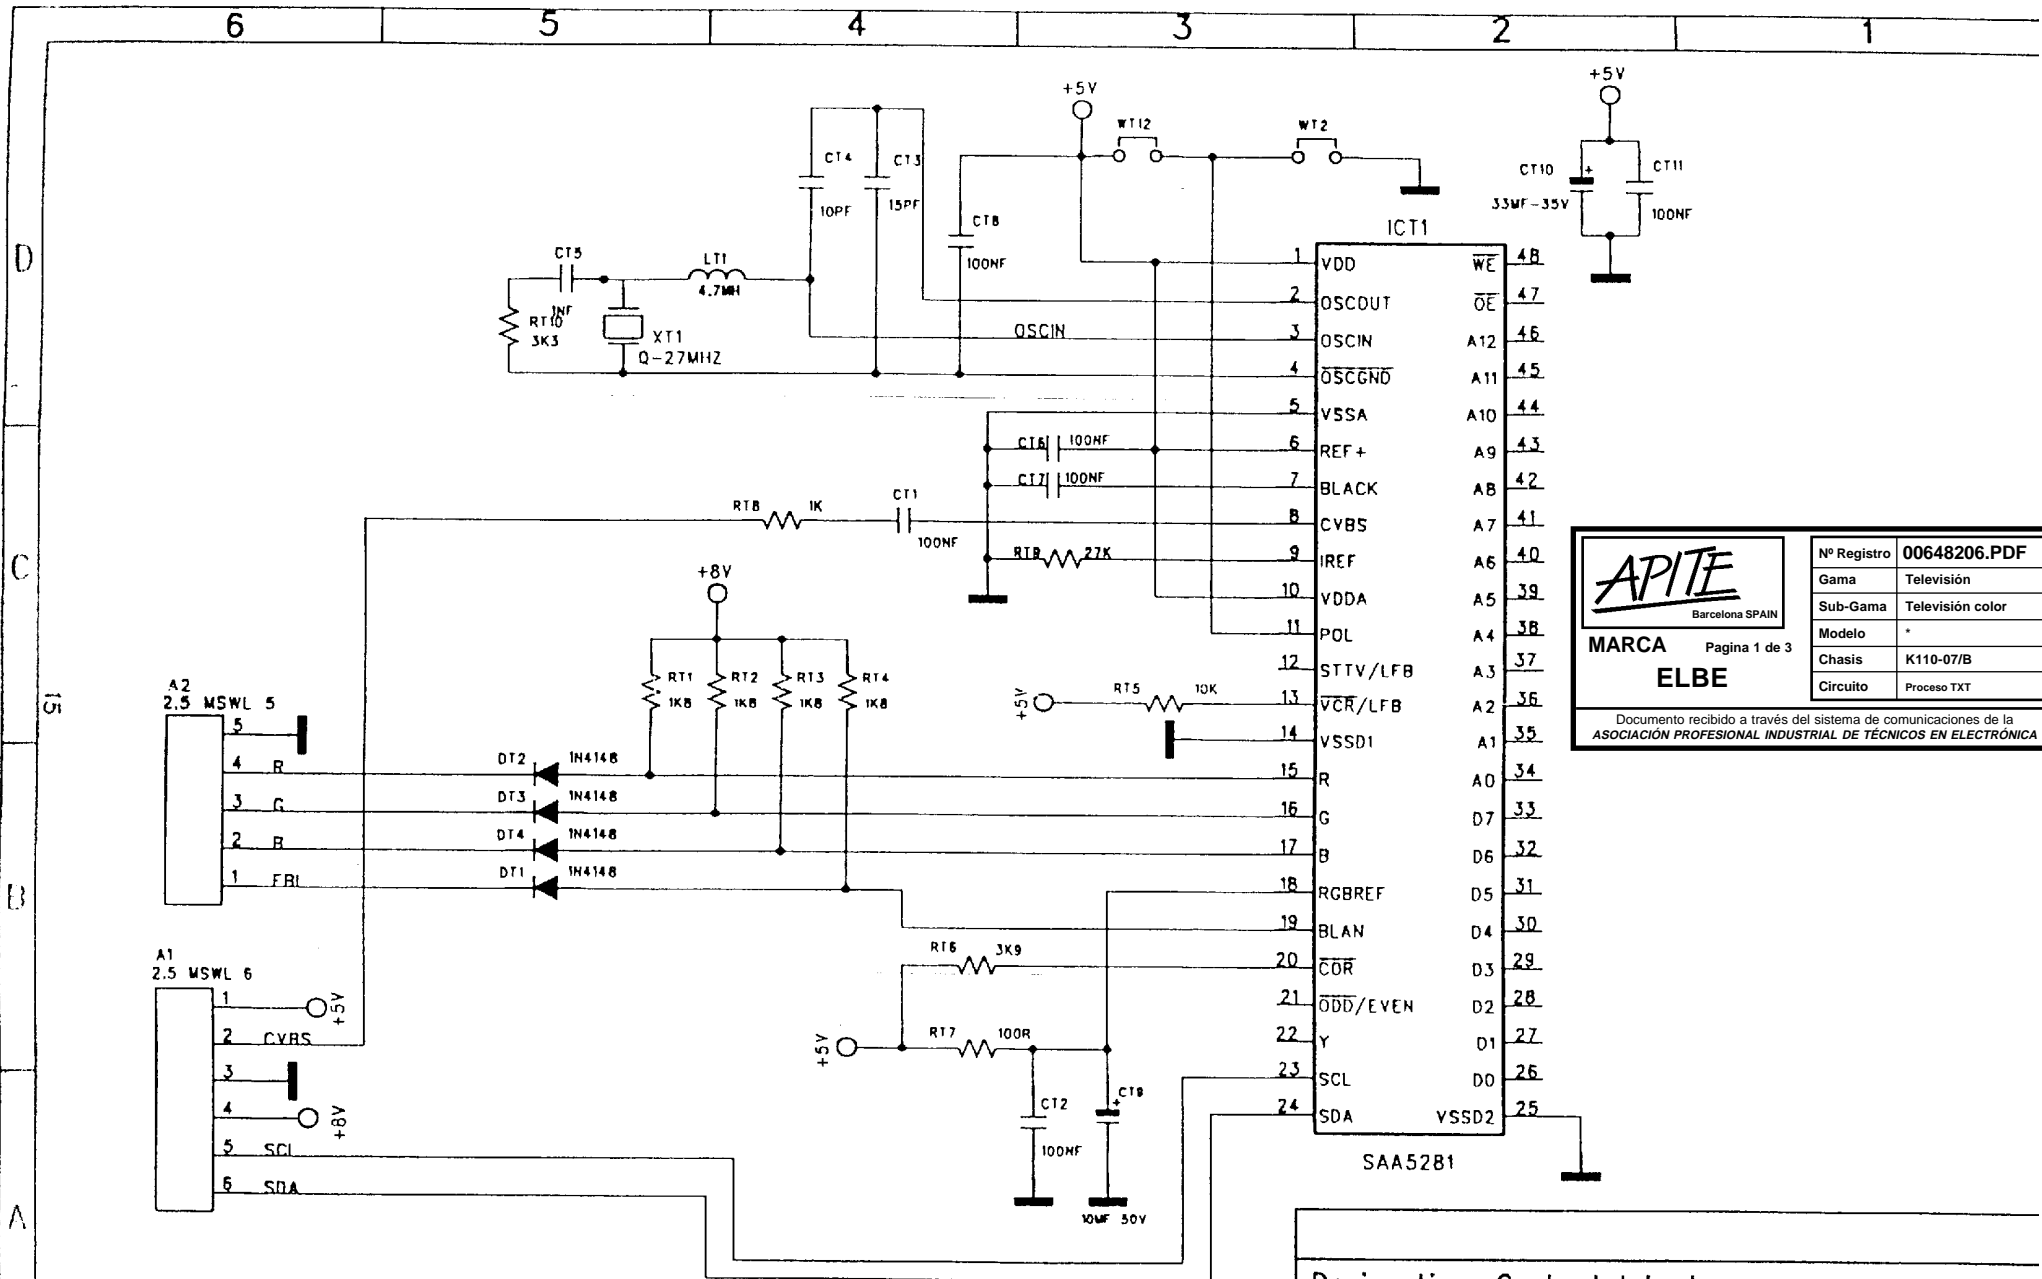 6 5 4 3 2 1
+5V
+5V
WT12
WT2
CT4
CT3
10PF
15PF
CT10
+
33MF-35V
CT11
100NF
CT8
100NF
ICT1
D
CT5
1NF
LT1
4.7MH
RT10
3K3
XT1
Q-27MHZ
OSCIN
1 VDD
2 OSCOUT
3 OSCIN
4 OSCGND
5 VSSA
6 REF+
7 BLACK
8 CVBS
9 IREF
10 VDDA
11 POL
12 STTV/LFB
13 VCR/LFB
14 VSSD1
15 R
16 G
17 B
18 RGBREF
19 BLAN
20 COR
21 ODD/EVEN
22 Y
23 SCL
24 SDA
WE 48
OE 47
A12 46
A11 45
A10 44
A9 43
A8 42
A7 41
A6 40
A5 39
A4 38
A3 37
A2 36
A1 35
A0 34
D7 33
D6 32
D5 31
D4 30
D3 29
D2 28
D1 27
D0 26
VSSD2 25
SAA5281
CT6 100NF
CT7 100NF
RT8 1K
CT1
100NF
RT9 27K
C
+8V
RT1
1K8
RT2
1K8
RT3
1K8
RT4
1K8
+5V
RT5 10K
15
A2
2.5 MSWL 5
5
4 R
3 G
2 B
1 FBL
DT2 1N4148
DT3 1N4148
DT4 1N4148
DT1 1N4148
B
RT6 3K9
+5V
RT7 100R
CT2
100NF
CT9
+
10MF 50V
A1
2.5 MSWL 6
1 +5V
2 CVBS
3
4 +8V
5 SCL
6 SDA
A
APITE
Barcelona SPAIN
MARCA Pagina 1 de 3
ELBE
Nº Registro 00648206.PDF
Gama Televisión
Sub-Gama Televisión color
Modelo *
Chasis K110-07/B
Circuito Proceso TXT
Documento recibido a través del sistema de comunicaciones de la
ASOCIACIÓN PROFESIONAL INDUSTRIAL DE TÉCNICOS EN ELECTRÓNICA